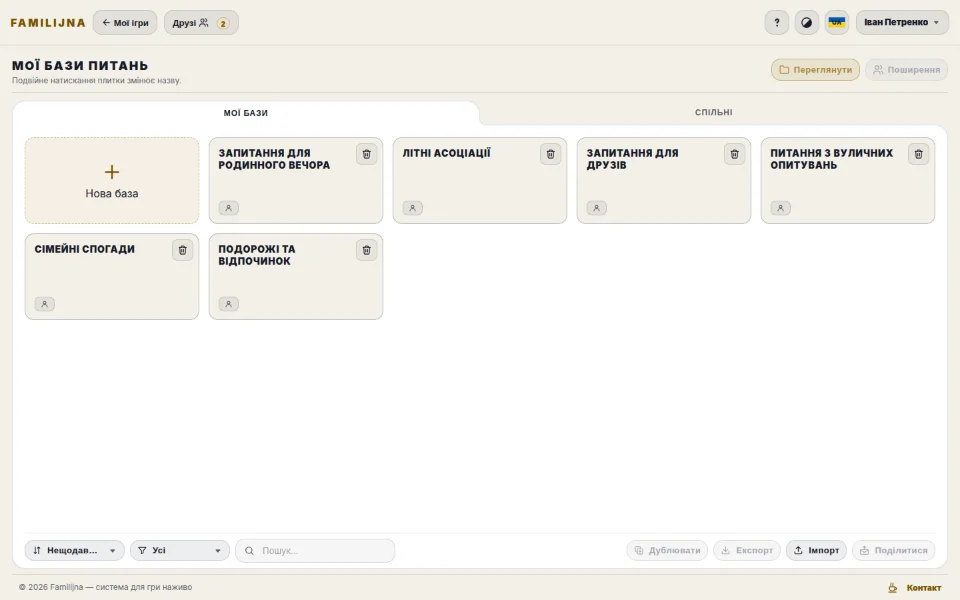 FAMILIJNA
← Мої ігри
Друзі 2
?
UA
Іван Петренко
МОЇ БАЗИ ПИТАНЬ
Подвійне натискання плитки змінює назву.
Переглянути
Поширення
МОЇ БАЗИ
СПІЛЬНІ
Нова база
ЗАПИТАННЯ ДЛЯ
РОДИННОГО ВЕЧОРА
ЛІТНІ АСОЦІАЦІЇ
ЗАПИТАННЯ ДЛЯ
ДРУЗІВ
ПИТАННЯ З ВУЛИЧНИХ
ОПИТУВАНЬ
СІМЕЙНІ СПОГАДИ
ПОДОРОЖІ ТА
ВІДПОЧИНОК
Нещодав...
Усі
Пошук...
Дублювати
Експорт
Імпорт
Поділитися
© 2026 Familijna — система для гри наживо
Контакт